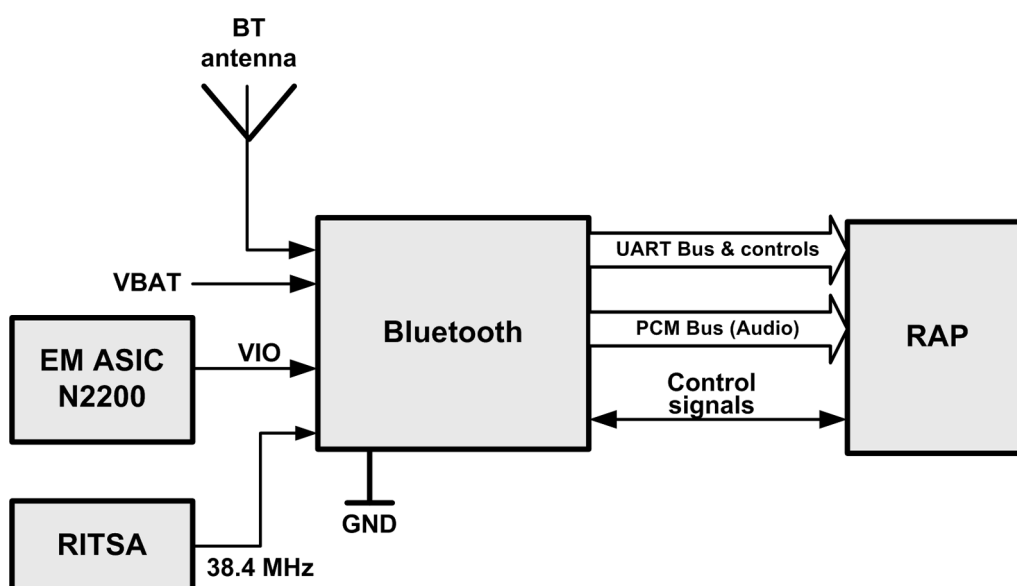 BT
antenna
UART Bus & controls
VBAT
Bluetooth
PCM Bus (Audio)
RAP
EM ASIC
N2200
VIO
Control
signals
GND
RITSA
38.4 MHz